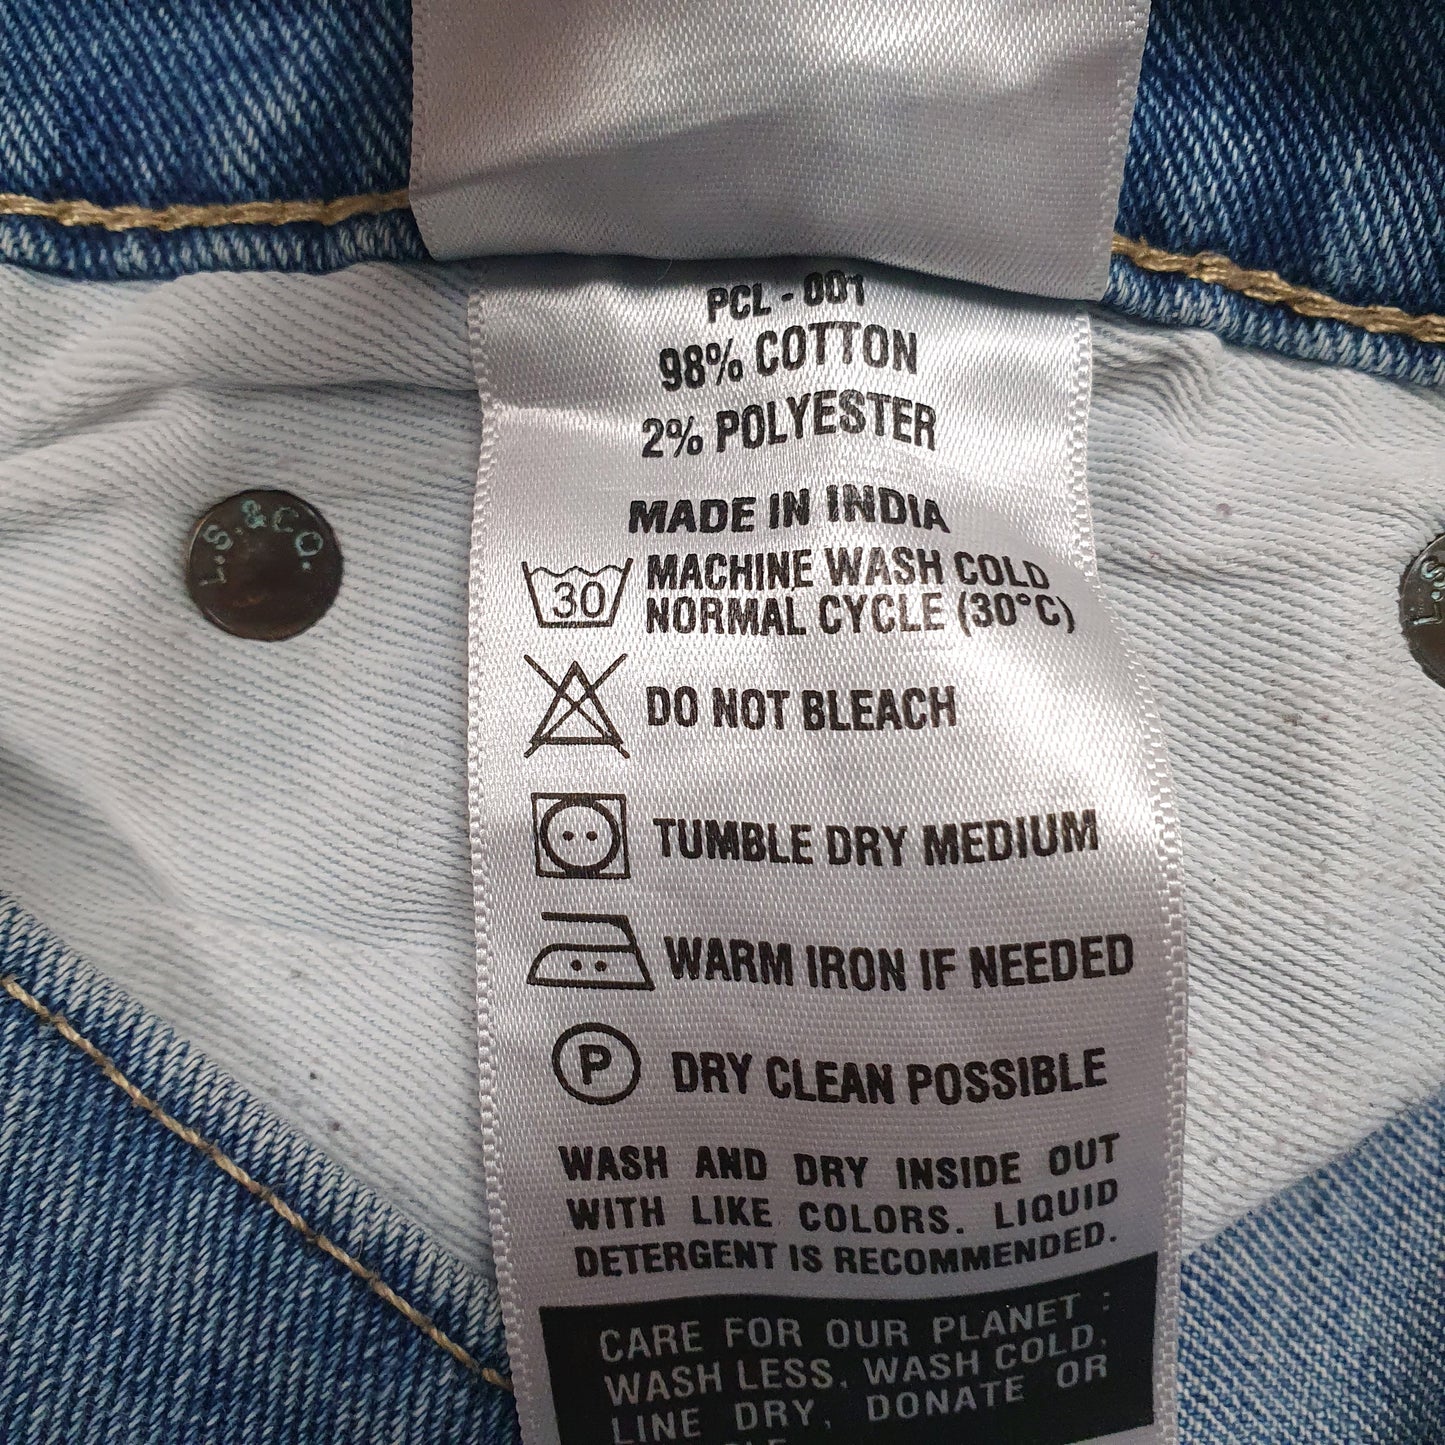 PCL - 001
98% COTTON
2% POLYESTER
MADE IN INDIA
30
MACHINE WASH COLD
NORMAL CYCLE (30°C)
DO NOT BLEACH
TUMBLE DRY MEDIUM
WARM IRON IF NEEDED
P
DRY CLEAN POSSIBLE
WASH AND DRY INSIDE OUT
WITH LIKE COLORS. LIQUID
DETERGENT IS RECOMMENDED.
CARE FOR OUR PLANET :
WASH LESS, WASH COLD,
LINE DRY, DONATE OR
L.S.&CO.
L.S